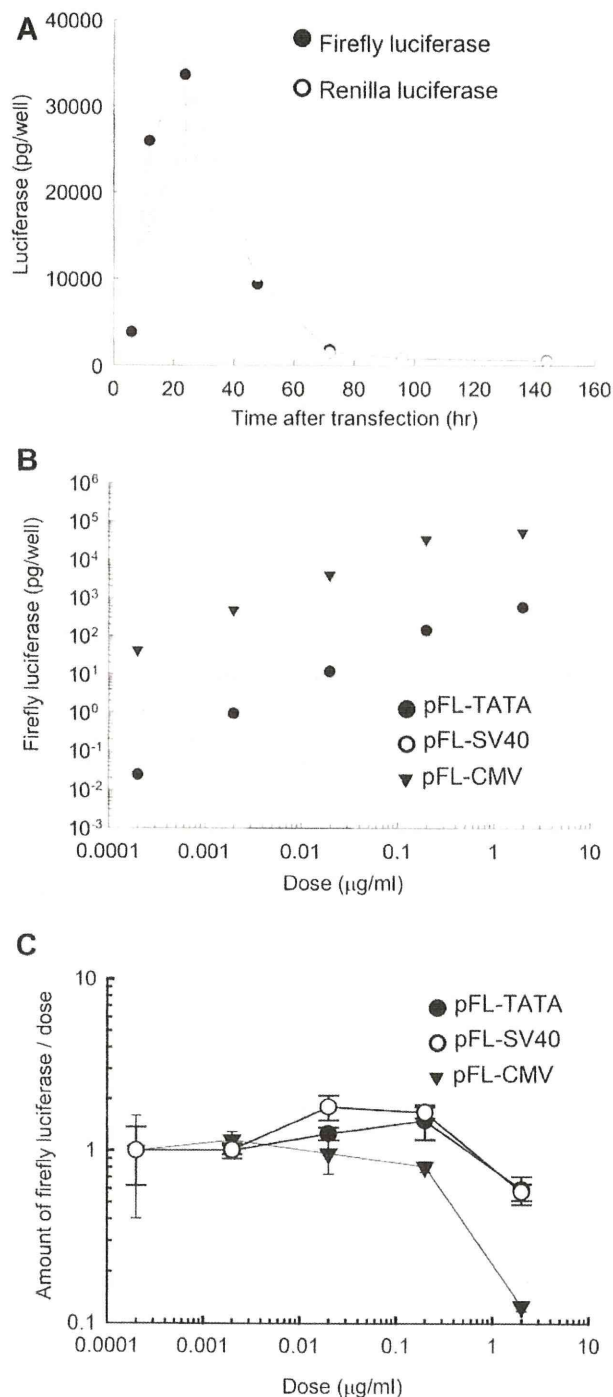 A
40000
30000
20000
10000
0
Luciferase (pg/well)
Firefly luciferase
Renilla luciferase
0 20 40 60 80 100 120 140 160
Time after transfection (hr)
B
10⁶
10⁵
10⁴
10³
10²
10¹
10⁰
10⁻¹
10⁻²
10⁻³
Firefly luciferase (pg/well)
pFL-TATA
pFL-SV40
pFL-CMV
0.0001 0.001 0.01 0.1 1 10
Dose (μg/ml)
C
10
1
0.1
Amount of firefly luciferase / dose
pFL-TATA
pFL-SV40
pFL-CMV
0.0001 0.001 0.01 0.1 1 10
Dose (μg/ml)